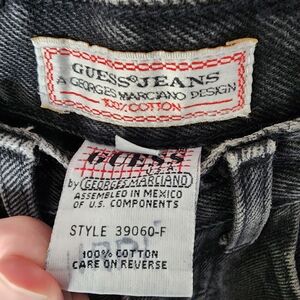 GUESS JEANS
A GEORGES MARCIANO DESIGN
100% COTTON
GUESS
U.S.A.
by GEORGES MARCIANO
ASSEMBLED IN MEXICO
OF U.S. COMPONENTS
STYLE 39060-F
100% COTTON
CARE ON REVERSE